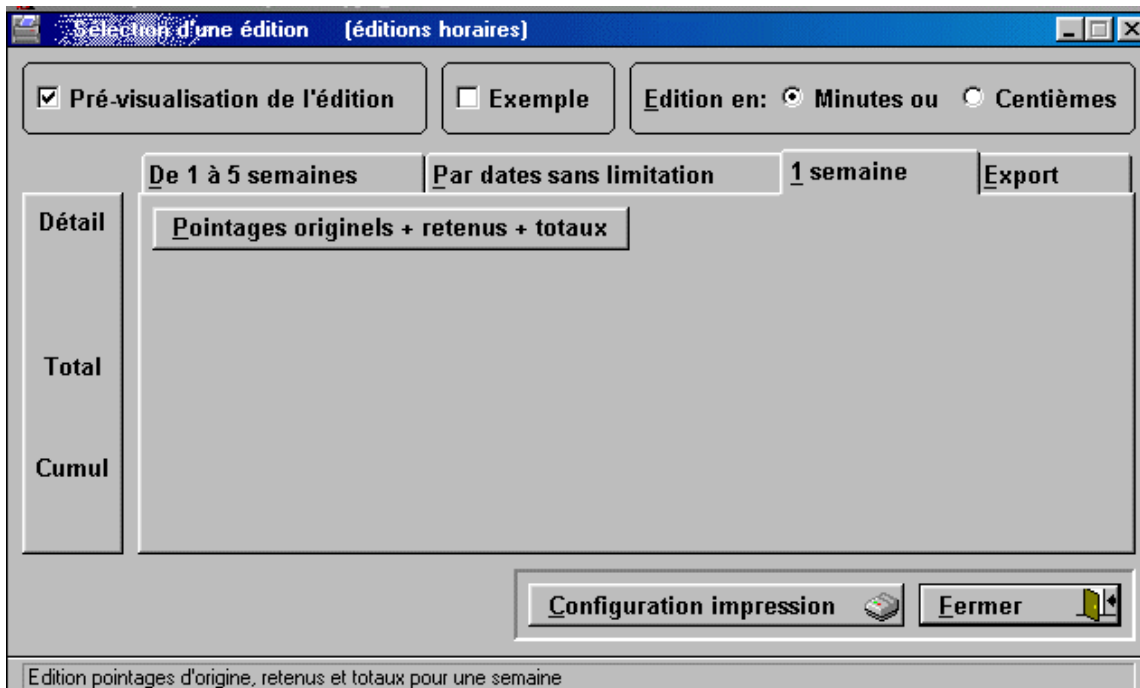 Sélection d'une édition (éditions horaires)
Pré-visualisation de l'édition
Exemple
Edition en: Minutes ou Centièmes
De 1 à 5 semaines
Par dates sans limitation
1 semaine
Export
Détail
Pointages originels + retenus + totaux
Total
Cumul
Configuration impression
Fermer
Edition pointages d'origine, retenus et totaux pour une semaine